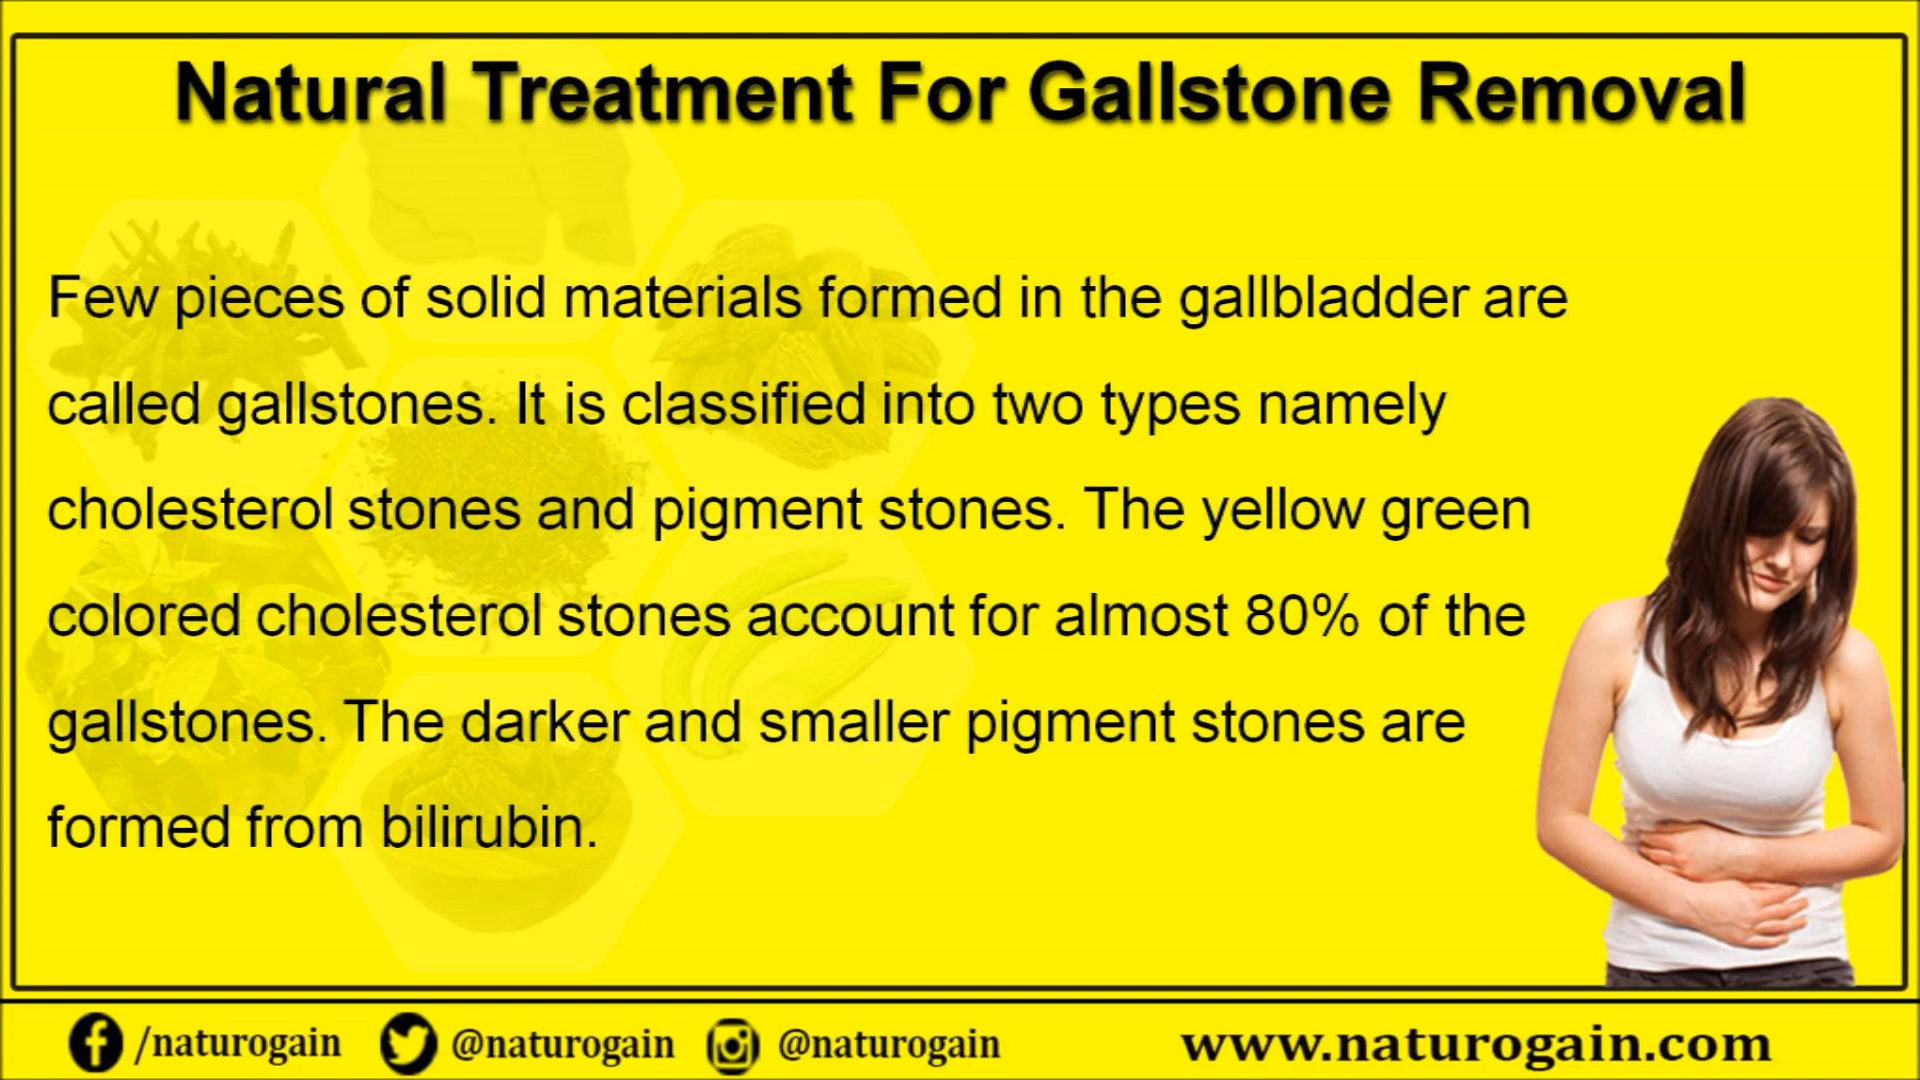 Natural Treatment For Gallstone Removal
Few pieces of solid materials formed in the gallbladder are
called gallstones. It is classified into two types namely
cholesterol stones and pigment stones. The yellow green
colored cholesterol stones account for almost 80% of the
gallstones. The darker and smaller pigment stones are
formed from bilirubin.
/naturogain @naturogain @naturogain www.naturogain.com